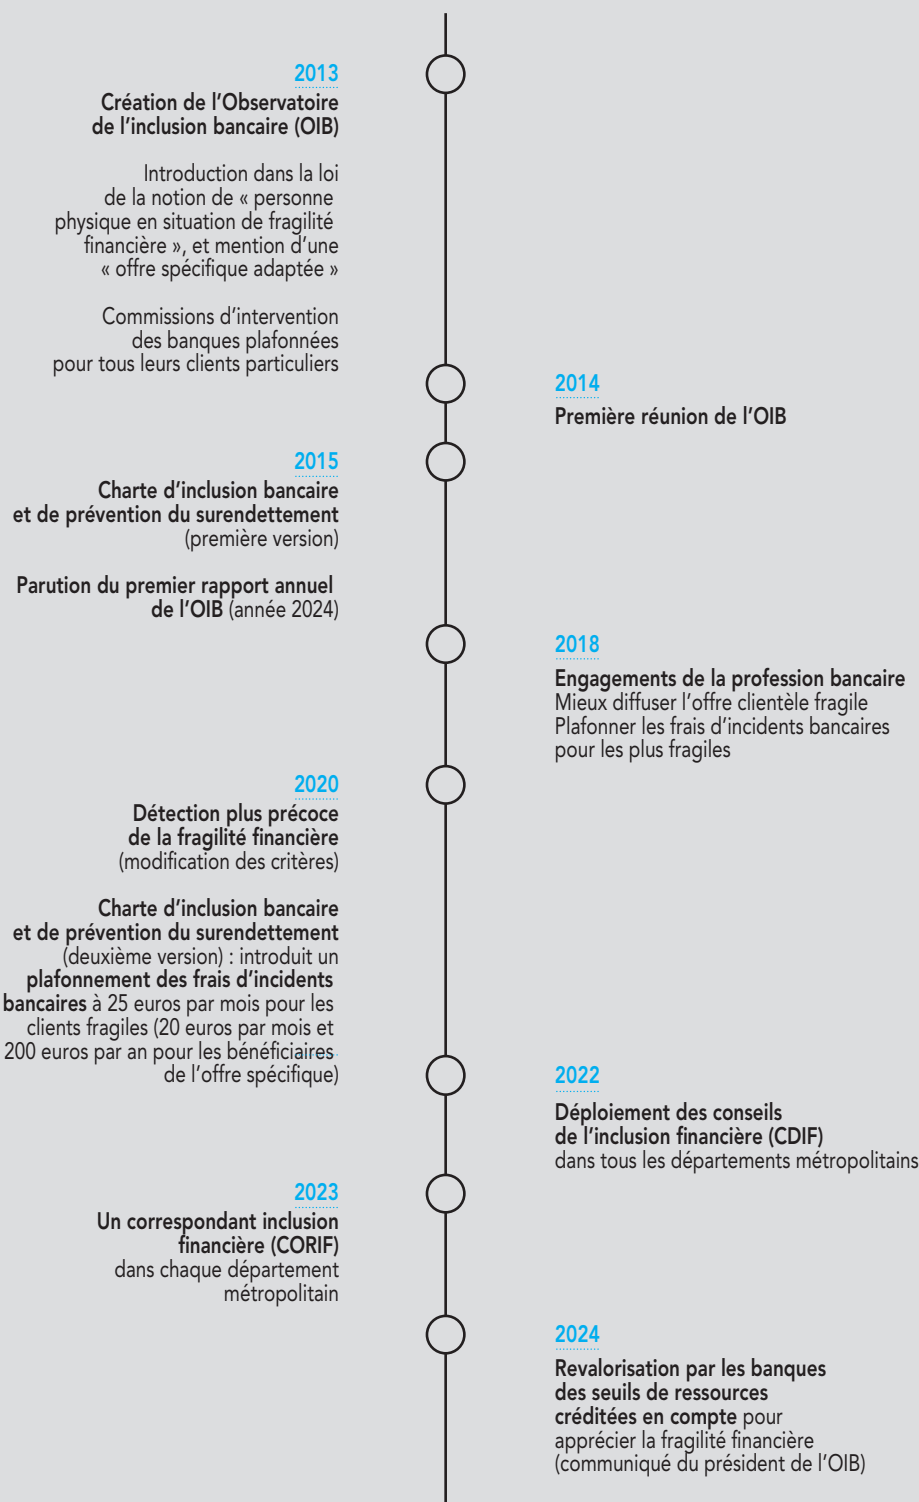 2013
Création de l'Observatoire
de l'inclusion bancaire (OIB)
Introduction dans la loi
de la notion de « personne
physique en situation de fragilité
financière », et mention d'une
« offre spécifique adaptée »
Commissions d'intervention
des banques plafonnées
pour tous leurs clients particuliers
2014
Première réunion de l'OIB
2015
Charte d'inclusion bancaire
et de prévention du surendettement
(première version)
Parution du premier rapport annuel
de l'OIB (année 2024)
2018
Engagements de la profession bancaire
Mieux diffuser l'offre clientèle fragile
Plafonner les frais d'incidents bancaires
pour les plus fragiles
2020
Détection plus précoce
de la fragilité financière
(modification des critères)
Charte d'inclusion bancaire
et de prévention du surendettement
(deuxième version) : introduit un
plafonnement des frais d'incidents
bancaires à 25 euros par mois pour les
clients fragiles (20 euros par mois et
200 euros par an pour les bénéficiaires
de l'offre spécifique)
2022
Déploiement des conseils
de l'inclusion financière (CDIF)
dans tous les départements métropolitains
2023
Un correspondant inclusion
financière (CORIF)
dans chaque département
métropolitain
2024
Revalorisation par les banques
des seuils de ressources
créditées en compte pour
apprécier la fragilité financière
(communiqué du président de l'OIB)